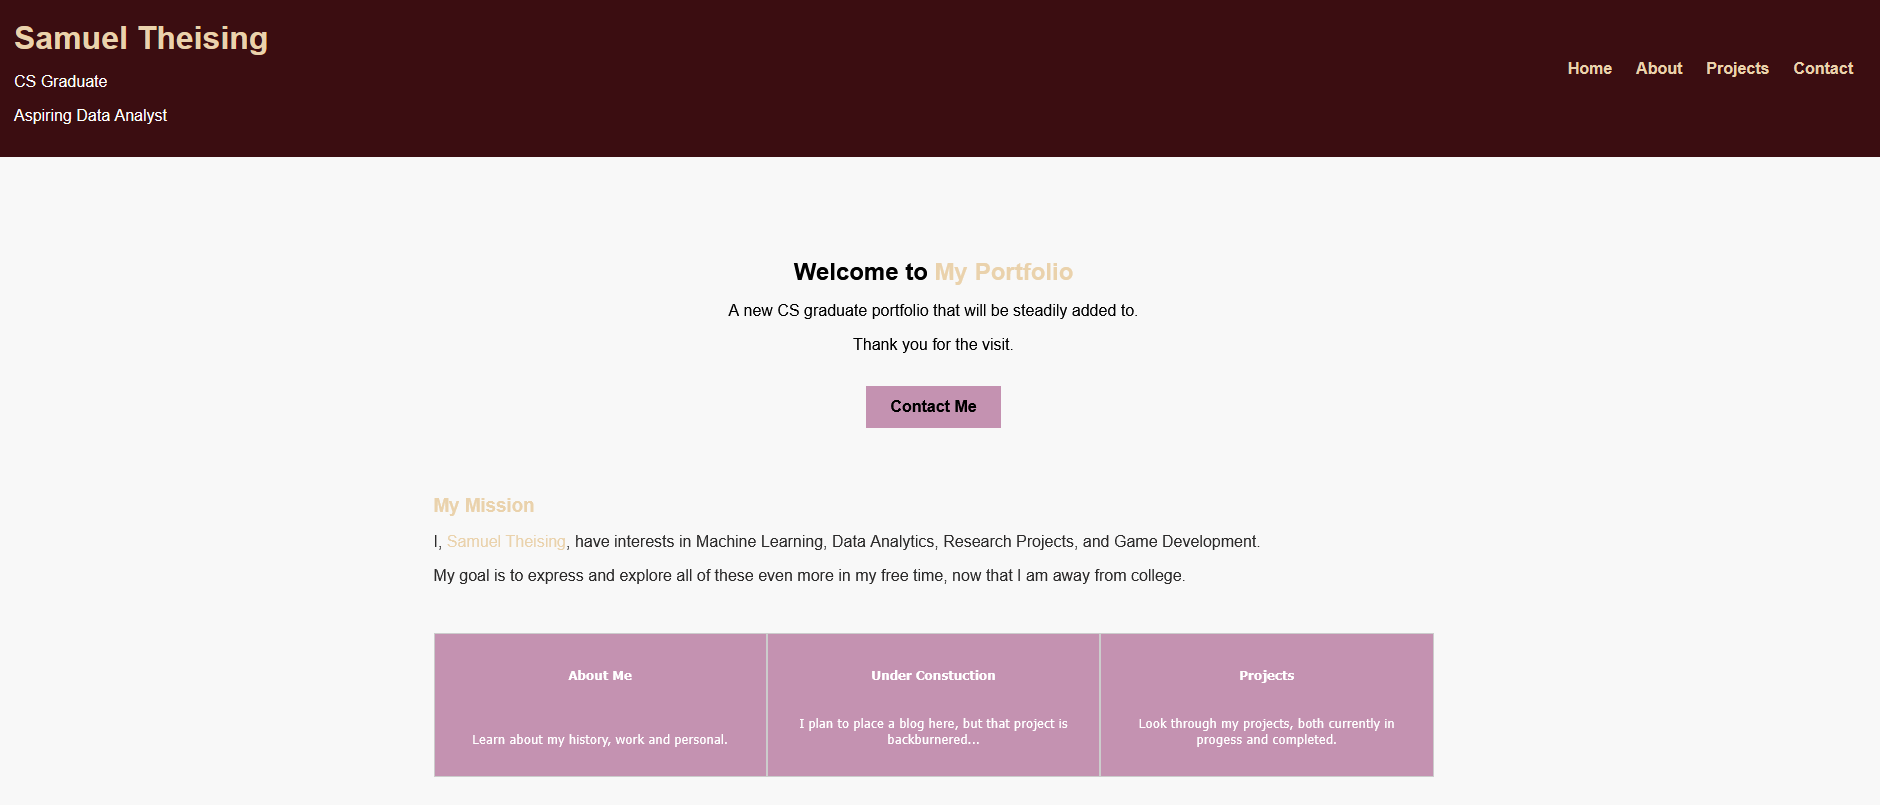 Samuel Theising
CS Graduate
Aspiring Data Analyst
Home About Projects Contact
Welcome to My Portfolio
A new CS graduate portfolio that will be steadily added to.
Thank you for the visit.
Contact Me
My Mission
I, Samuel Theising, have interests in Machine Learning, Data Analytics, Research Projects, and Game Development.
My goal is to express and explore all of these even more in my free time, now that I am away from college.
About Me
Learn about my history, work and personal.
Under Constuction
I plan to place a blog here, but that project is
backburnered...
Projects
Look through my projects, both currently in
progess and completed.